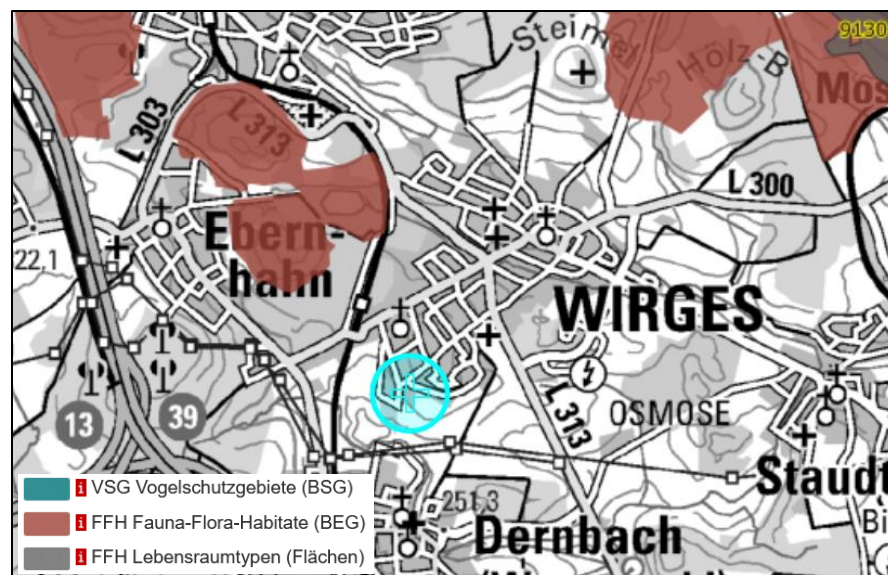 9130
Steimel
Hölz.-B
Mos
L 303
L 313
L 300
Ebern-
hahn
22,1
WIRGES
13
39
L 313
OSMOSE
Staudt
VSG Vogelschutzgebiete (BSG)
251,3
FFH Fauna-Flora-Habitate (BEG)
Dernbach
FFH Lebensraumtypen (Flächen)